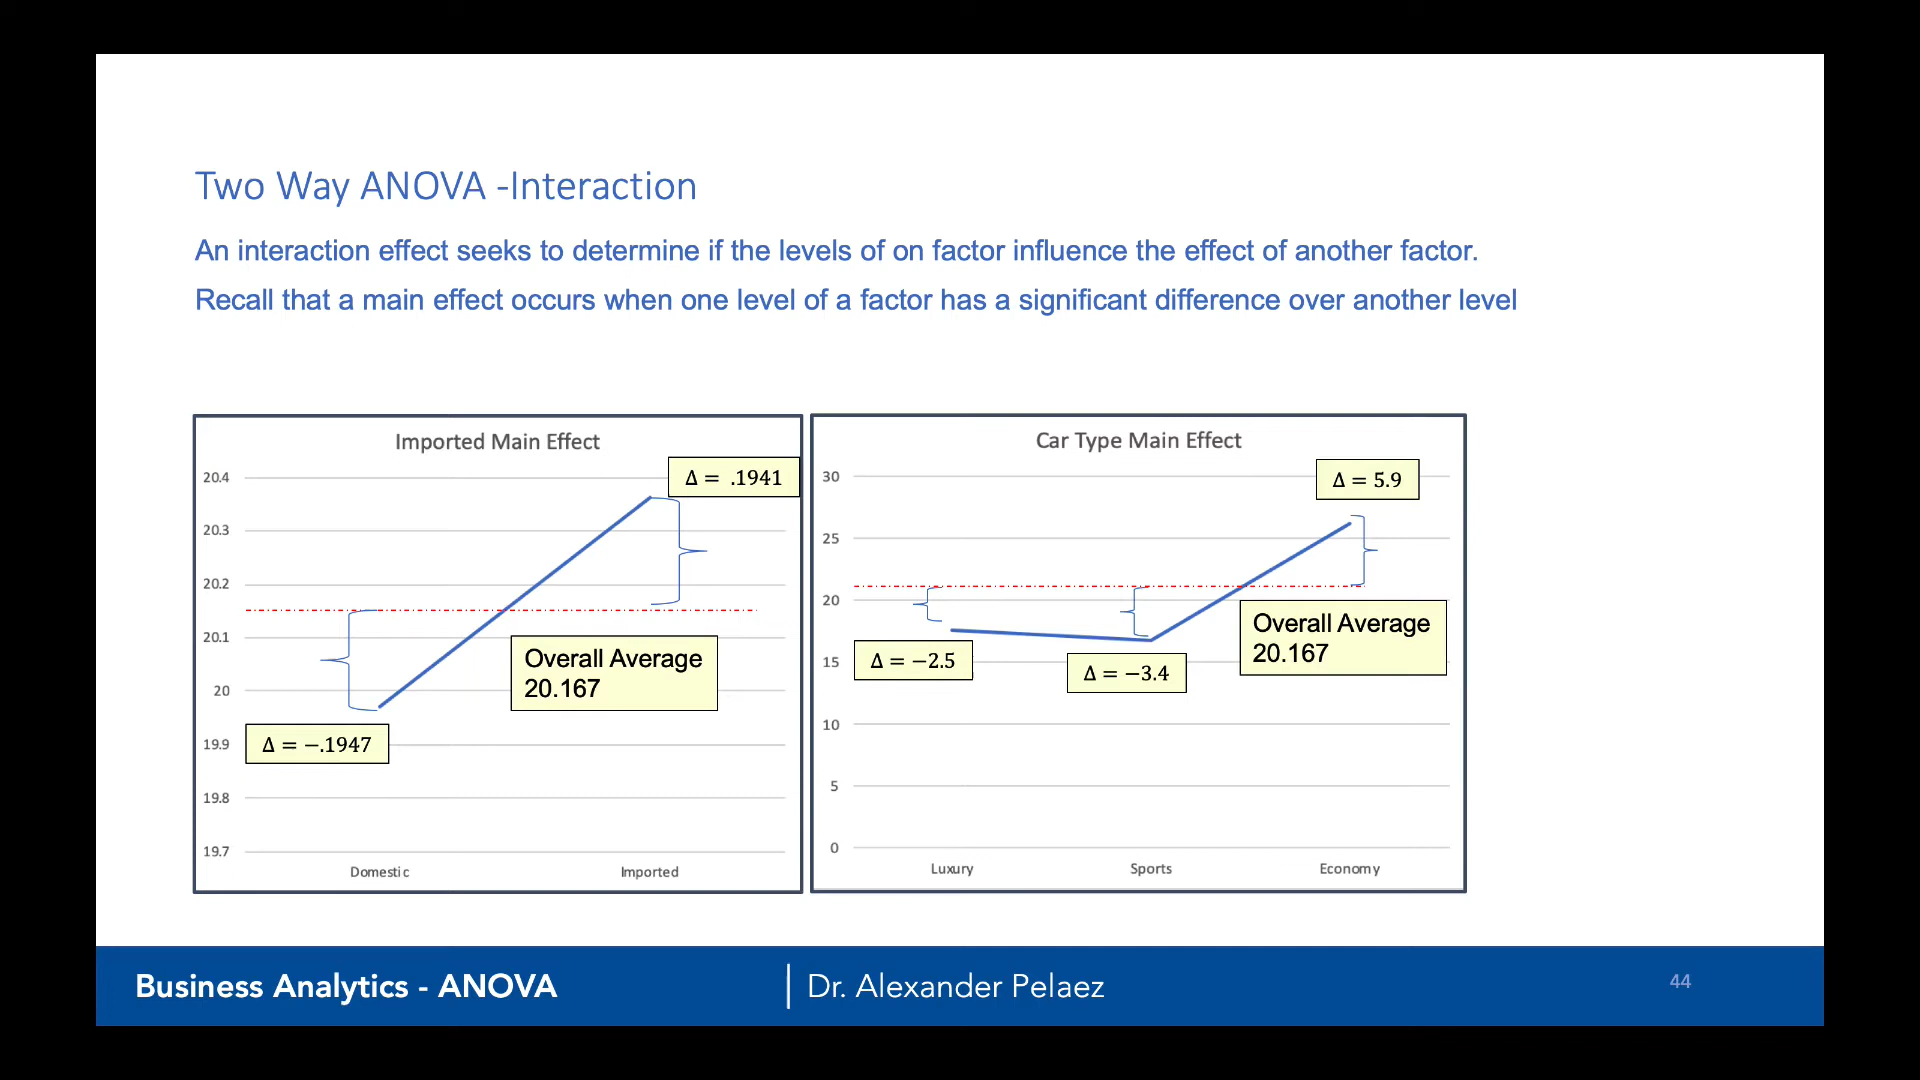 Two Way ANOVA -Interaction
An interaction effect seeks to determine if the levels of on factor influence the effect of another factor.
Recall that a main effect occurs when one level of a factor has a significant difference over another level
Imported Main Effect
20.4
20.3
20.2
20.1
20
19.9
19.8
19.7
Δ = .1941
Overall Average
20.167
Δ = −.1947
Domestic
Imported
Car Type Main Effect
30
25
20
15
10
5
0
Δ = 5.9
Overall Average
20.167
Δ = −2.5
Δ = −3.4
Luxury
Sports
Economy
Business Analytics - ANOVA
Dr. Alexander Pelaez
44